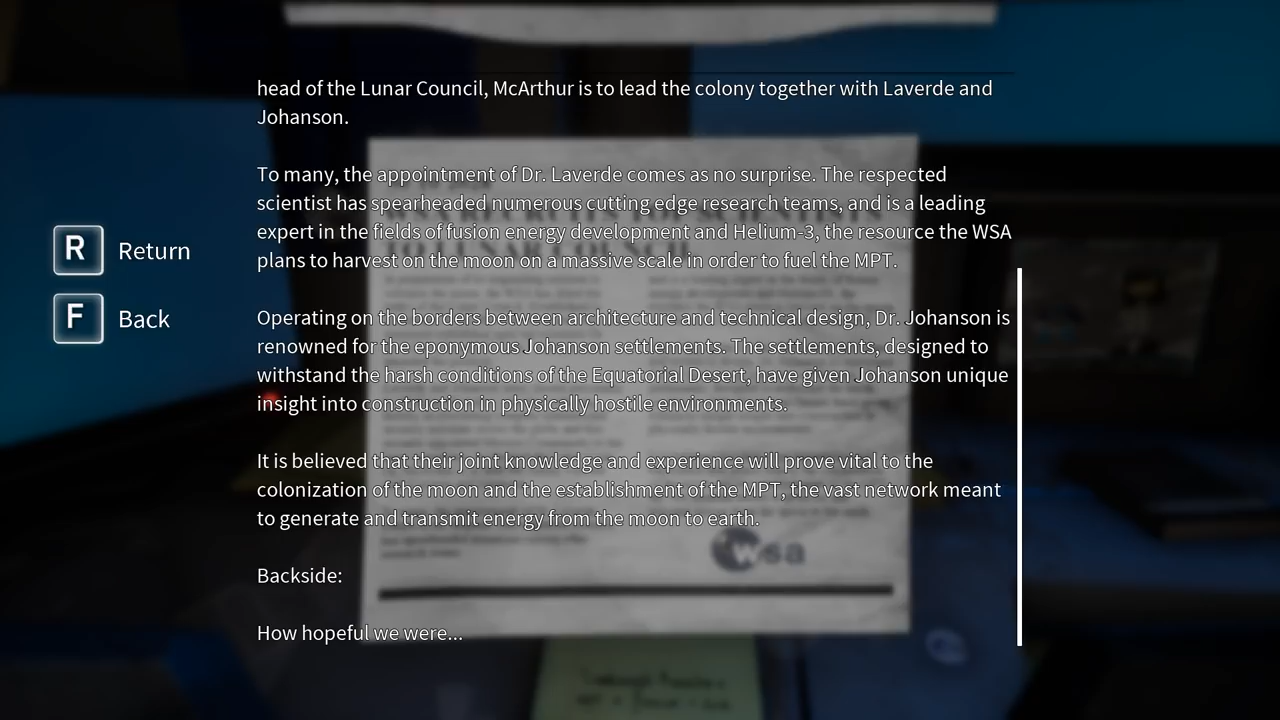 head of the Lunar Council, McArthur is to lead the colony together with Laverde and
Johanson.
To many, the appointment of Dr. Laverde comes as no surprise. The respected
scientist has spearheaded numerous cutting edge research teams, and is a leading
expert in the fields of fusion energy development and Helium-3, the resource the WSA
plans to harvest on the moon on a massive scale in order to fuel the MPT.
Operating on the borders between architecture and technical design, Dr. Johanson is
renowned for the eponymous Johanson settlements. The settlements, designed to
withstand the harsh conditions of the Equatorial Desert, have given Johanson unique
insight into construction in physically hostile environments.
It is believed that their joint knowledge and experience will prove vital to the
colonization of the moon and the establishment of the MPT, the vast network meant
to generate and transmit energy from the moon to earth.
Backside:
How hopeful we were...
R Return
F Back
wsa